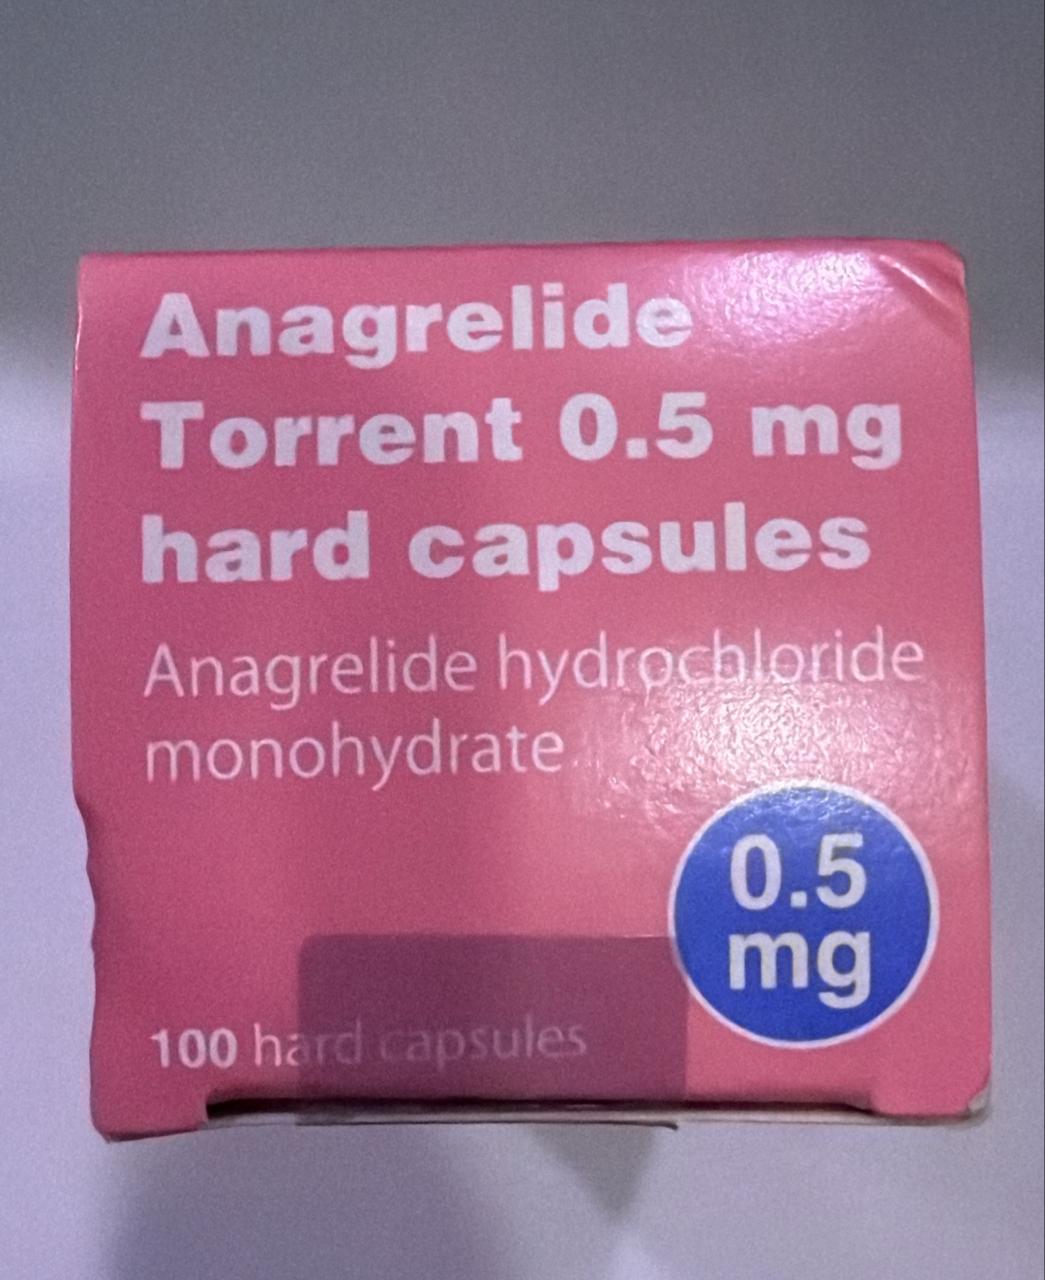 Anagrelide
Torrent 0.5 mg
hard capsules
Anagrelide hydrochloride
monohydrate
0.5
mg
100 hard capsules